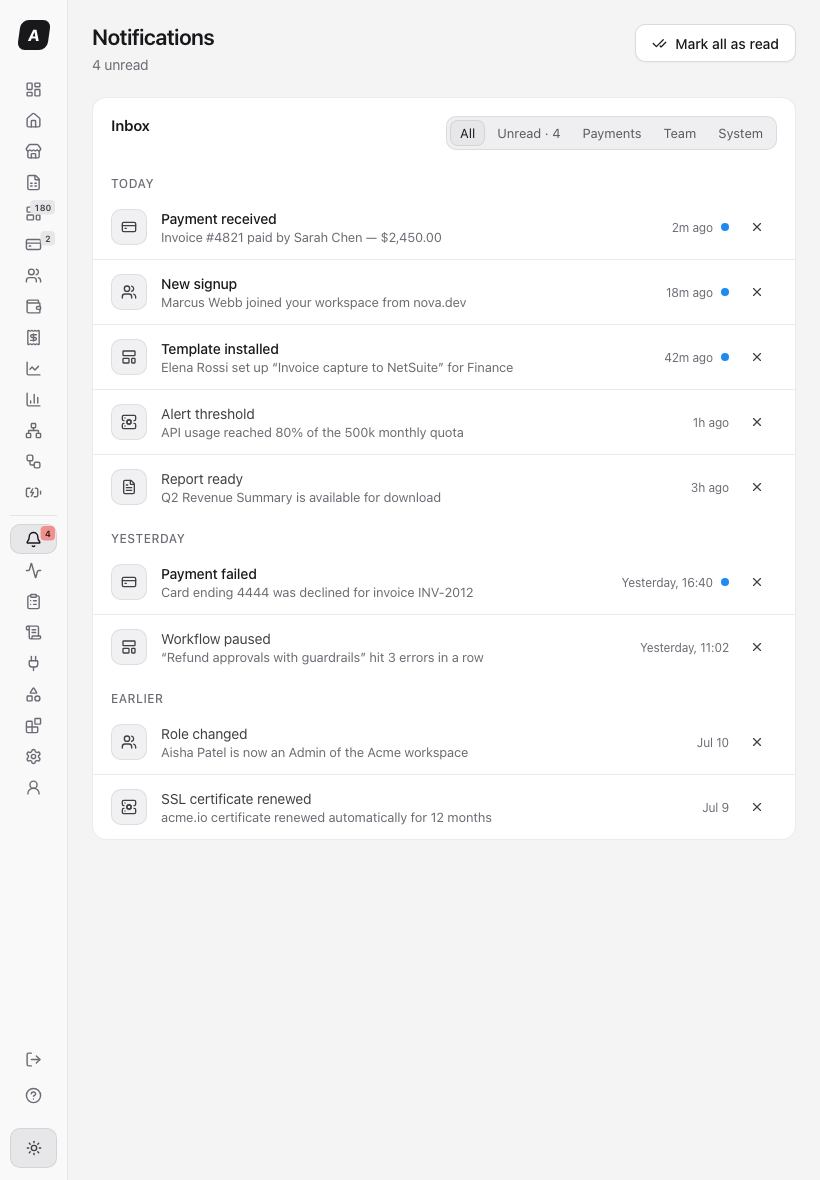 A
Notifications
4 unread
Mark all as read
180
2
4
Inbox
All
Unread · 4
Payments
Team
System
TODAY
Payment received
Invoice #4821 paid by Sarah Chen — $2,450.00
2m ago
New signup
Marcus Webb joined your workspace from nova.dev
18m ago
Template installed
Elena Rossi set up “Invoice capture to NetSuite” for Finance
42m ago
Alert threshold
API usage reached 80% of the 500k monthly quota
1h ago
Report ready
Q2 Revenue Summary is available for download
3h ago
YESTERDAY
Payment failed
Card ending 4444 was declined for invoice INV-2012
Yesterday, 16:40
Workflow paused
“Refund approvals with guardrails” hit 3 errors in a row
Yesterday, 11:02
EARLIER
Role changed
Aisha Patel is now an Admin of the Acme workspace
Jul 10
SSL certificate renewed
acme.io certificate renewed automatically for 12 months
Jul 9